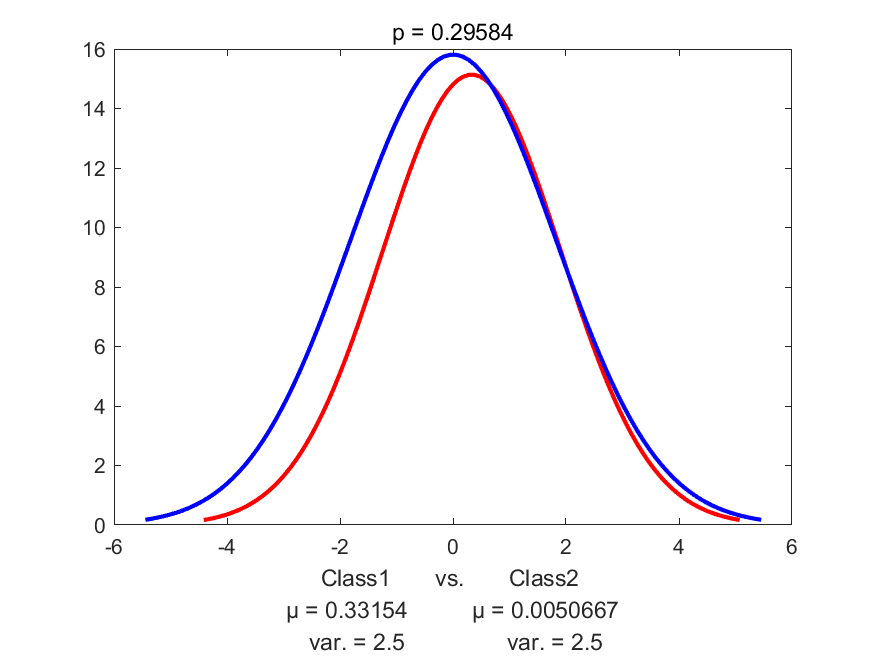 p = 0.29584
16
14
12
10
8
6
4
2
0
-6 -4 -2 0 2 4 6
Class1 vs. Class2
μ = 0.33154 μ = 0.0050667
var. = 2.5 var. = 2.5